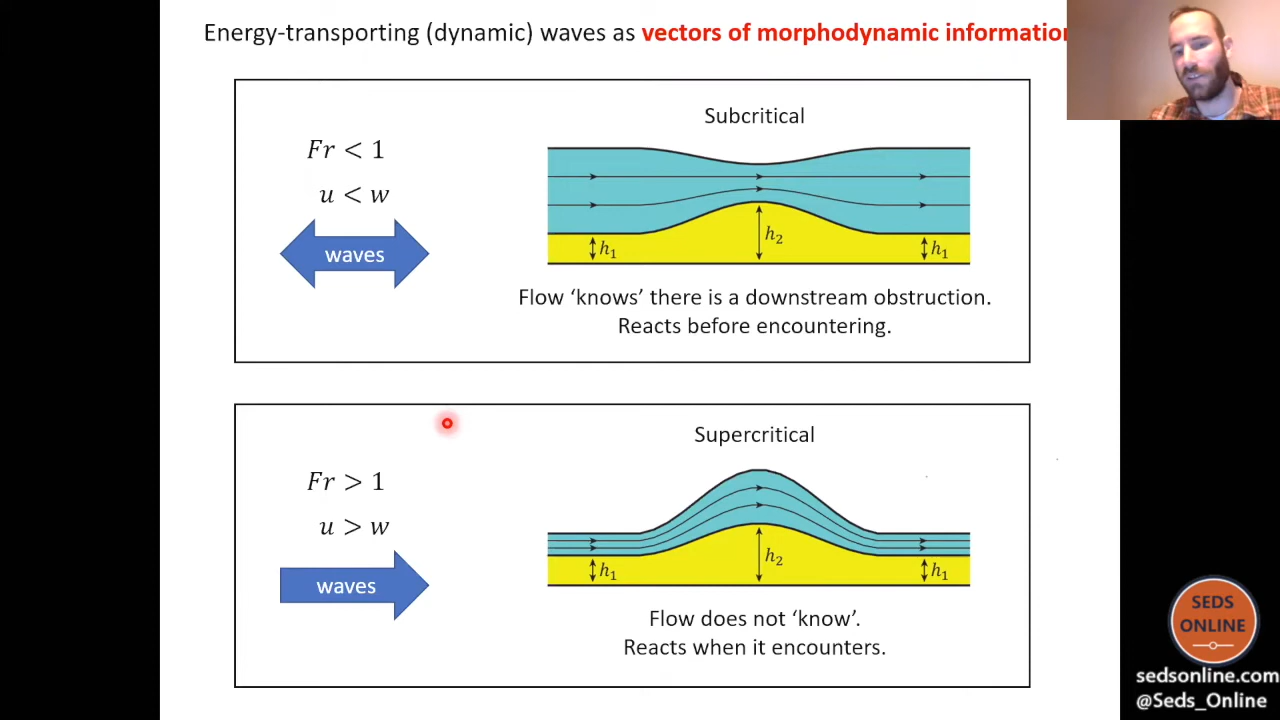 Energy-transporting (dynamic) waves as vectors of morphodynamic information
Subcritical
Fr < 1
u < w
waves
h₂
h₁
h₁
Flow ‘knows’ there is a downstream obstruction.
Reacts before encountering.
Supercritical
Fr > 1
u > w
waves
h₂
h₁
h₁
Flow does not ‘know’.
Reacts when it encounters.
SEDS
ONLINE
sedsonline.com
@Seds_Online